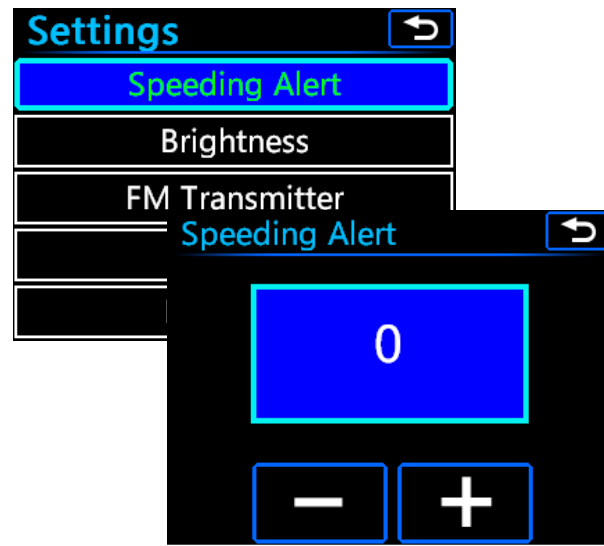 Settings
Speeding Alert
Brightness
FM Transmitter
Speeding Alert
0
− +